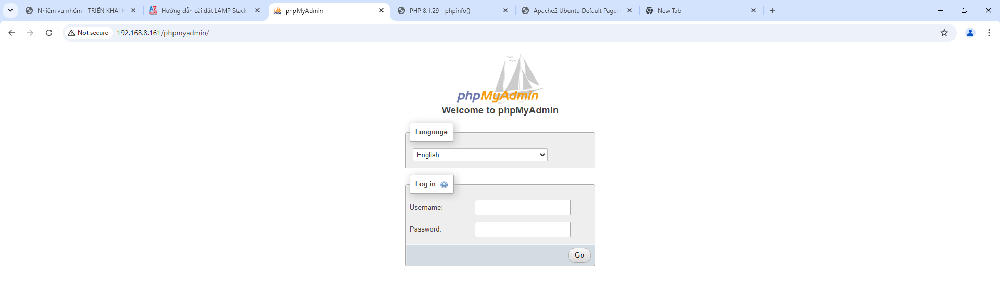 Nhiệm vụ nhóm - TRIỂN KHAI
Hướng dẫn cài đặt LAMP Stack
phpMyAdmin
PHP 8.1.29 - phpinfo()
Apache2 Ubuntu Default Page:
New Tab
Not secure
192.168.8.161/phpmyadmin/
phpMyAdmin
Welcome to phpMyAdmin
Language
English
Log in
Username:
Password:
Go